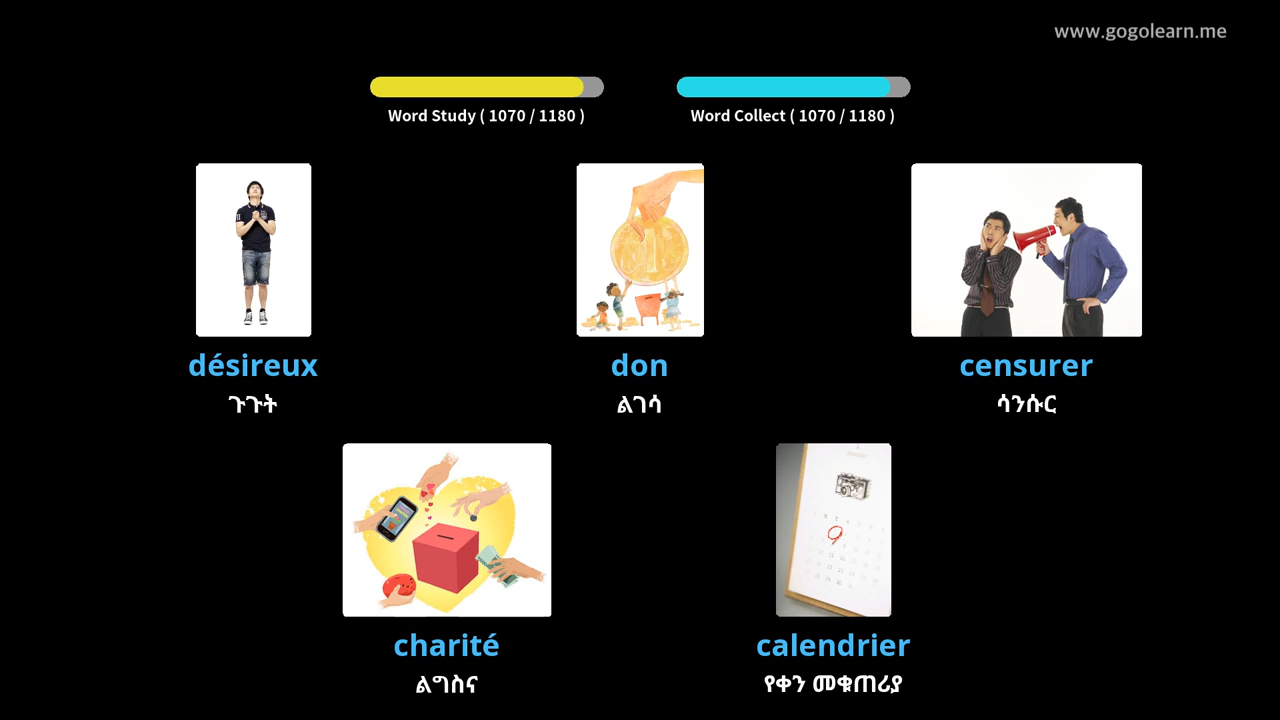 www.gogolearn.me
Word Study ( 1070 / 1180 )
Word Collect ( 1070 / 1180 )
désireux
ጉጉት
don
ልገሳ
censurer
ሳንሱር
charité
ልግስና
calendrier
የቀን መቁጠሪያ